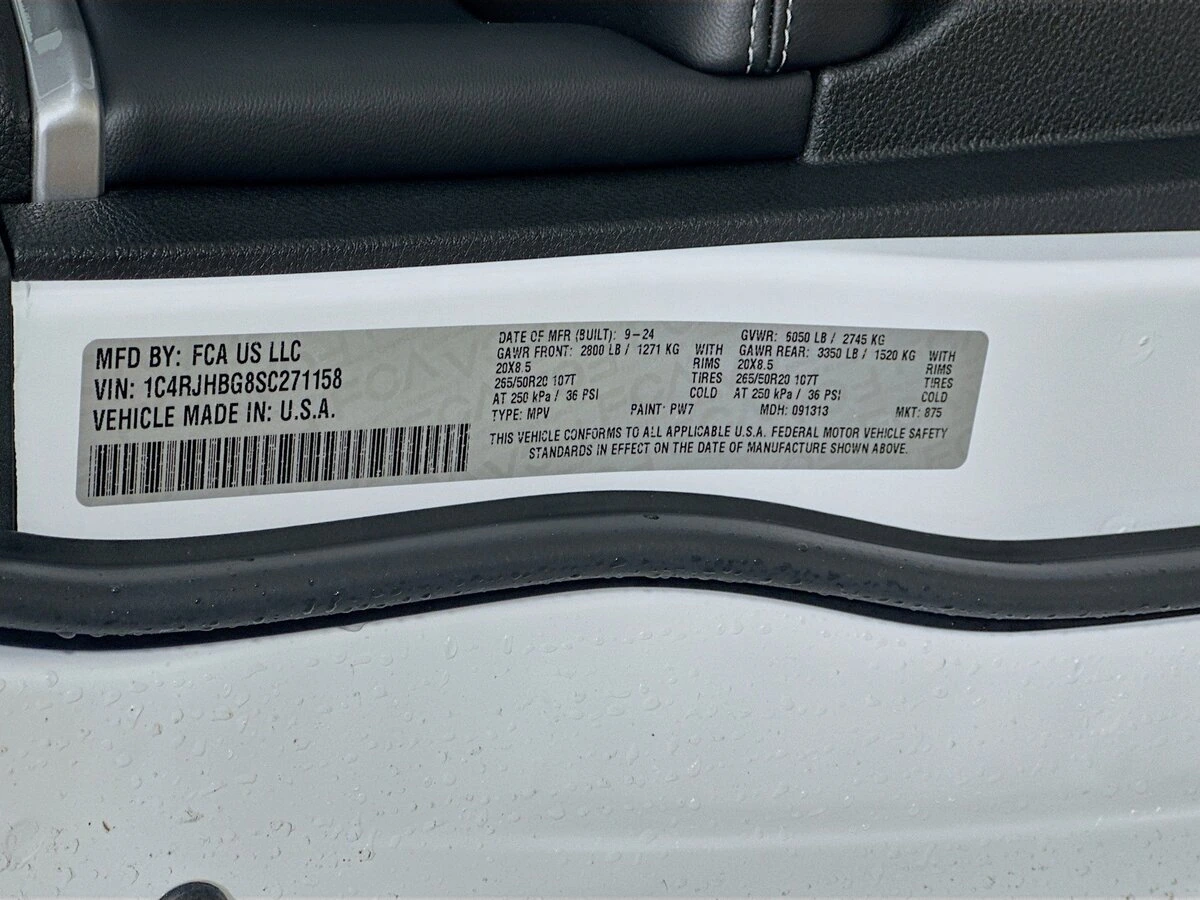 MFD BY: FCA US LLC
VIN: 1C4RJHBG8SC271158
VEHICLE MADE IN: U.S.A.
DATE OF MFR (BUILT): 9-24
GAWR FRONT: 2800 LB / 1271 KG WITH
20X8.5 RIMS
265/50R20 107T TIRES
AT 250 kPa / 36 PSI COLD
GVWR: 6050 LB / 2745 KG
GAWR REAR: 3350 LB / 1520 KG WITH
20X8.5 RIMS
265/50R20 107T TIRES
AT 250 kPa / 36 PSI COLD
TYPE: MPV PAINT: PW7 MDH: 091313 MKT: 875
THIS VEHICLE CONFORMS TO ALL APPLICABLE U.S.A. FEDERAL MOTOR VEHICLE SAFETY
STANDARDS IN EFFECT ON THE DATE OF MANUFACTURE SHOWN ABOVE.